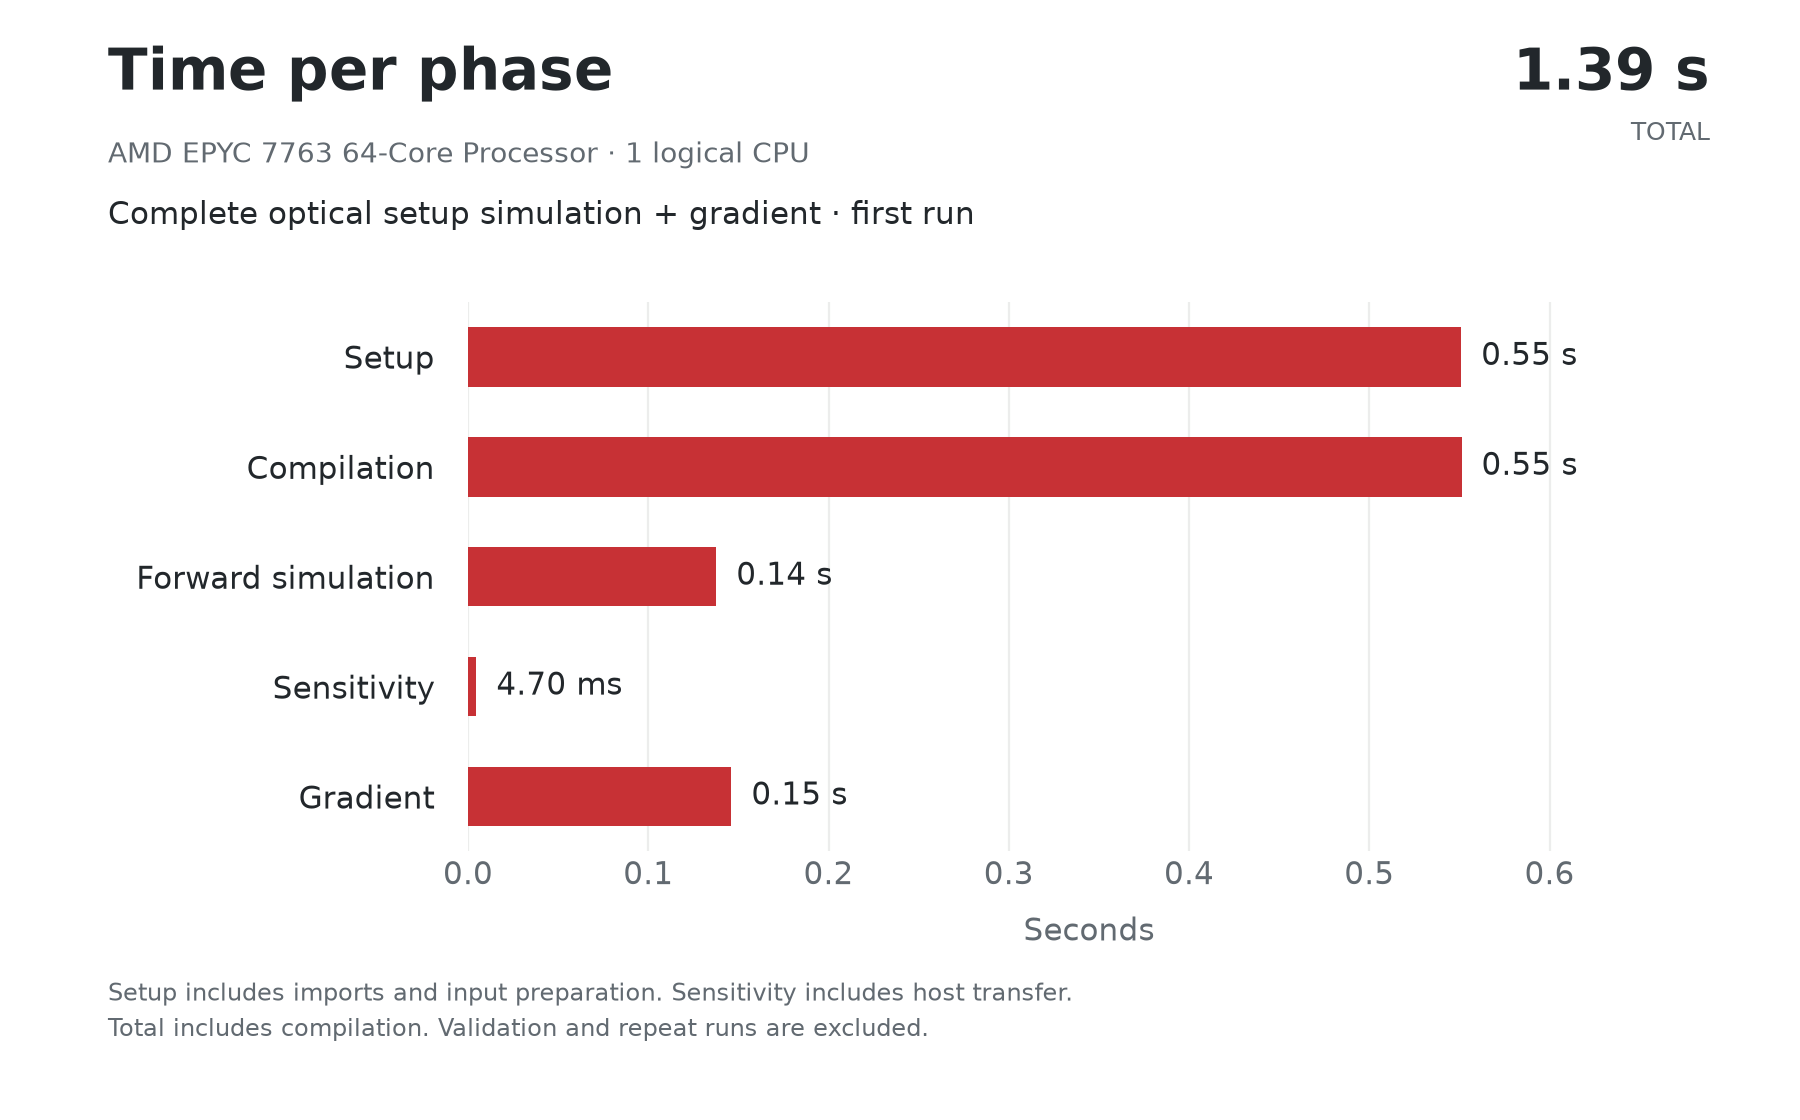 Time per phase
1.39 s
TOTAL
AMD EPYC 7763 64-Core Processor · 1 logical CPU
Complete optical setup simulation + gradient · first run
Setup
0.55 s
Compilation
0.55 s
Forward simulation
0.14 s
Sensitivity
4.70 ms
Gradient
0.15 s
0.0 0.1 0.2 0.3 0.4 0.5 0.6
Seconds
Setup includes imports and input preparation. Sensitivity includes host transfer.
Total includes compilation. Validation and repeat runs are excluded.